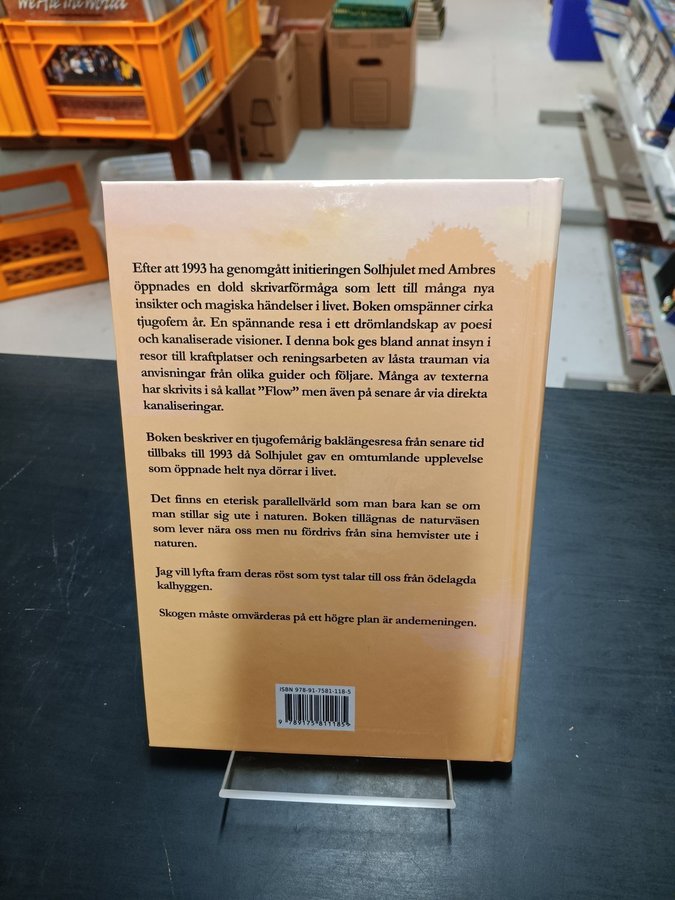 We Are The World
Efter att 1993 ha genomgått initieringen Solhjulet med Ambres
öppnades en dold skrivarförmåga som lett till många nya
insikter och magiska händelser i livet. Boken omspänner cirka
tjugofem år. En spännande resa i ett drömlandskap av poesi
och kanaliserade visioner. I denna bok ges bland annat insyn i
resor till kraftplatser och reningsarbeten av låsta trauman via
anvisningar från olika guider och följare. Många av texterna
har skrivits i så kallat ”Flow” men även på senare år via direkta
kanaliseringar.
Boken beskriver en tjugofemårig baklängesresa från senare tid
tillbaks till 1993 då Solhjulet gav en omtumlande upplevelse
som öppnade helt nya dörrar i livet.
Det finns en eterisk parallellvärld som man bara kan se om
man stillar sig ute i naturen. Boken tillägnas de naturväsen
som lever nära oss men nu fördrivs från sina hemvister ute i
naturen.
Jag vill lyfta fram deras röst som tyst talar till oss från ödelagda
kalhyggen.
Skogen måste omvärderas på ett högre plan är andemeningen.
ISBN 978-91-7581-118-5
9 789175 811185